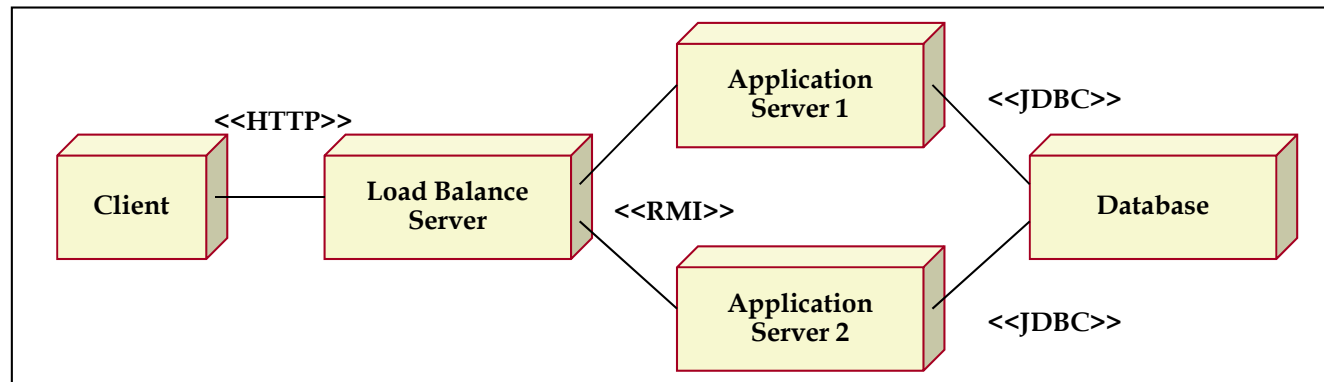 Client
<<HTTP>>
Load Balance
Server
<<RMI>>
Application
Server 1
Application
Server 2
<<JDBC>>
<<JDBC>>
Database